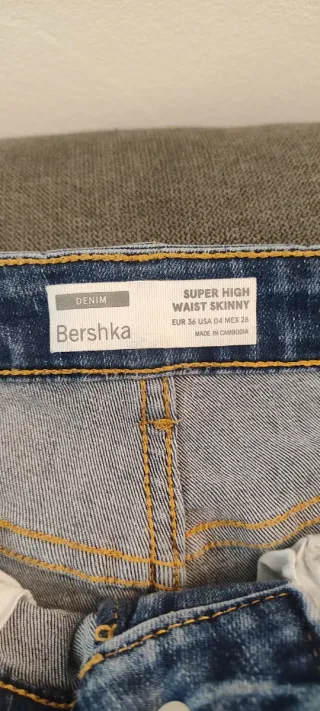 DENIM
Bershka
SUPER HIGH
WAIST SKINNY
EUR 36 USA 04 MEX 26
MADE IN CAMBODIA